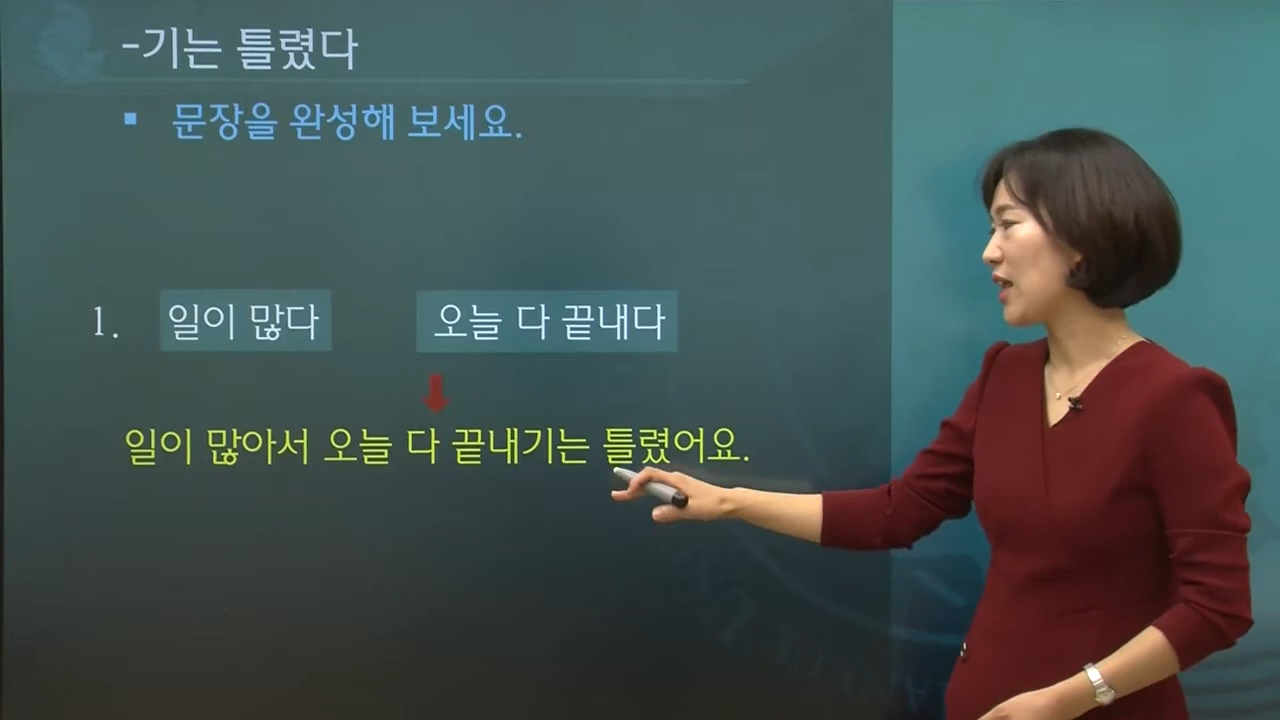 -기는 틀렸다
▪ 문장을 완성해 보세요.
1. 일이 많다 오늘 다 끝내다
일이 많아서 오늘 다 끝내기는 틀렸어요.